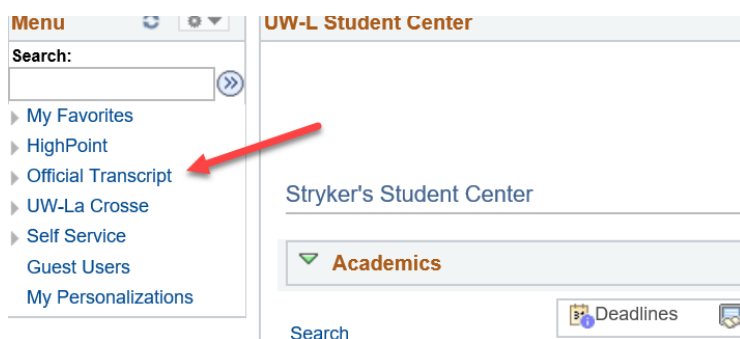 Menu
UW-L Student Center
Search:
My Favorites
HighPoint
Official Transcript
UW-La Crosse
Self Service
Guest Users
My Personalizations
Stryker's Student Center
Academics
Search
Deadlines